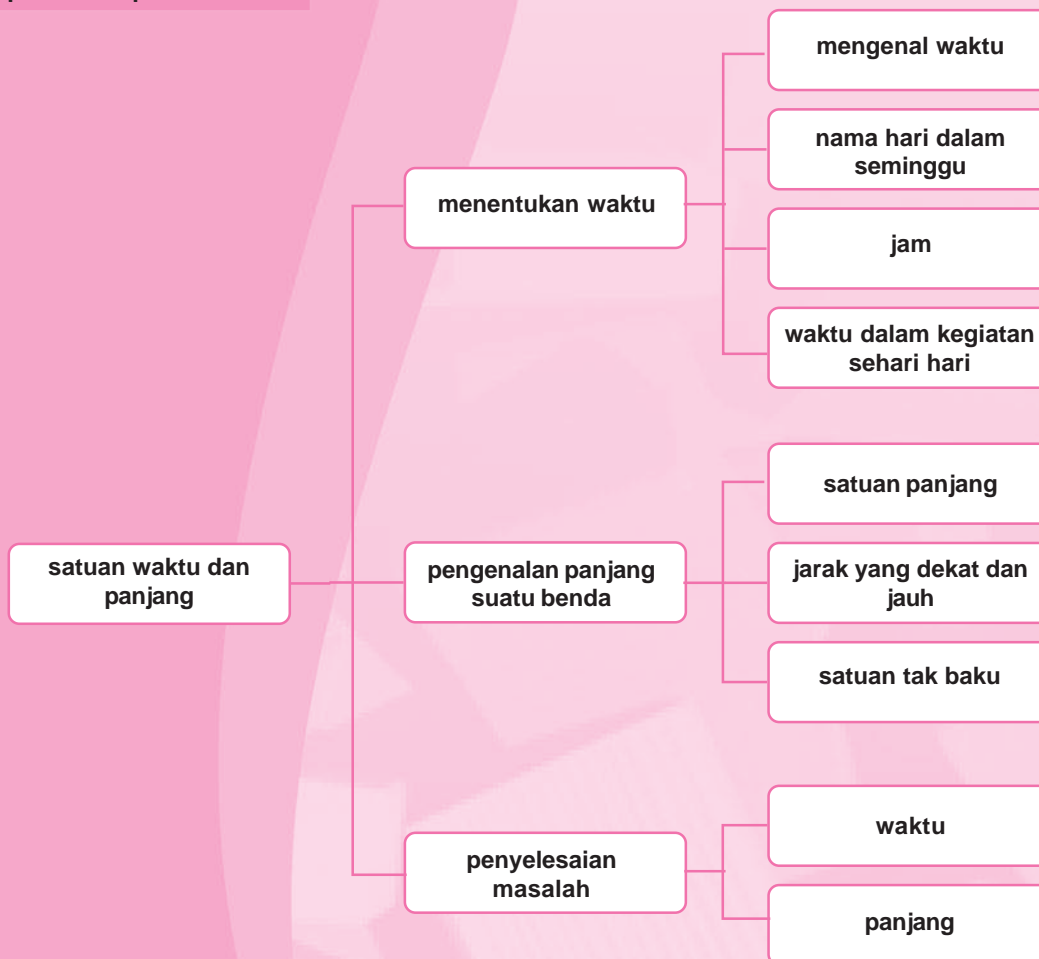 mengenal waktu
nama hari dalam
seminggu
menentukan waktu
jam
waktu dalam kegiatan
sehari hari
satuan panjang
satuan waktu dan
panjang
pengenalan panjang
suatu benda
jarak yang dekat dan
jauh
satuan tak baku
penyelesaian
masalah
waktu
panjang